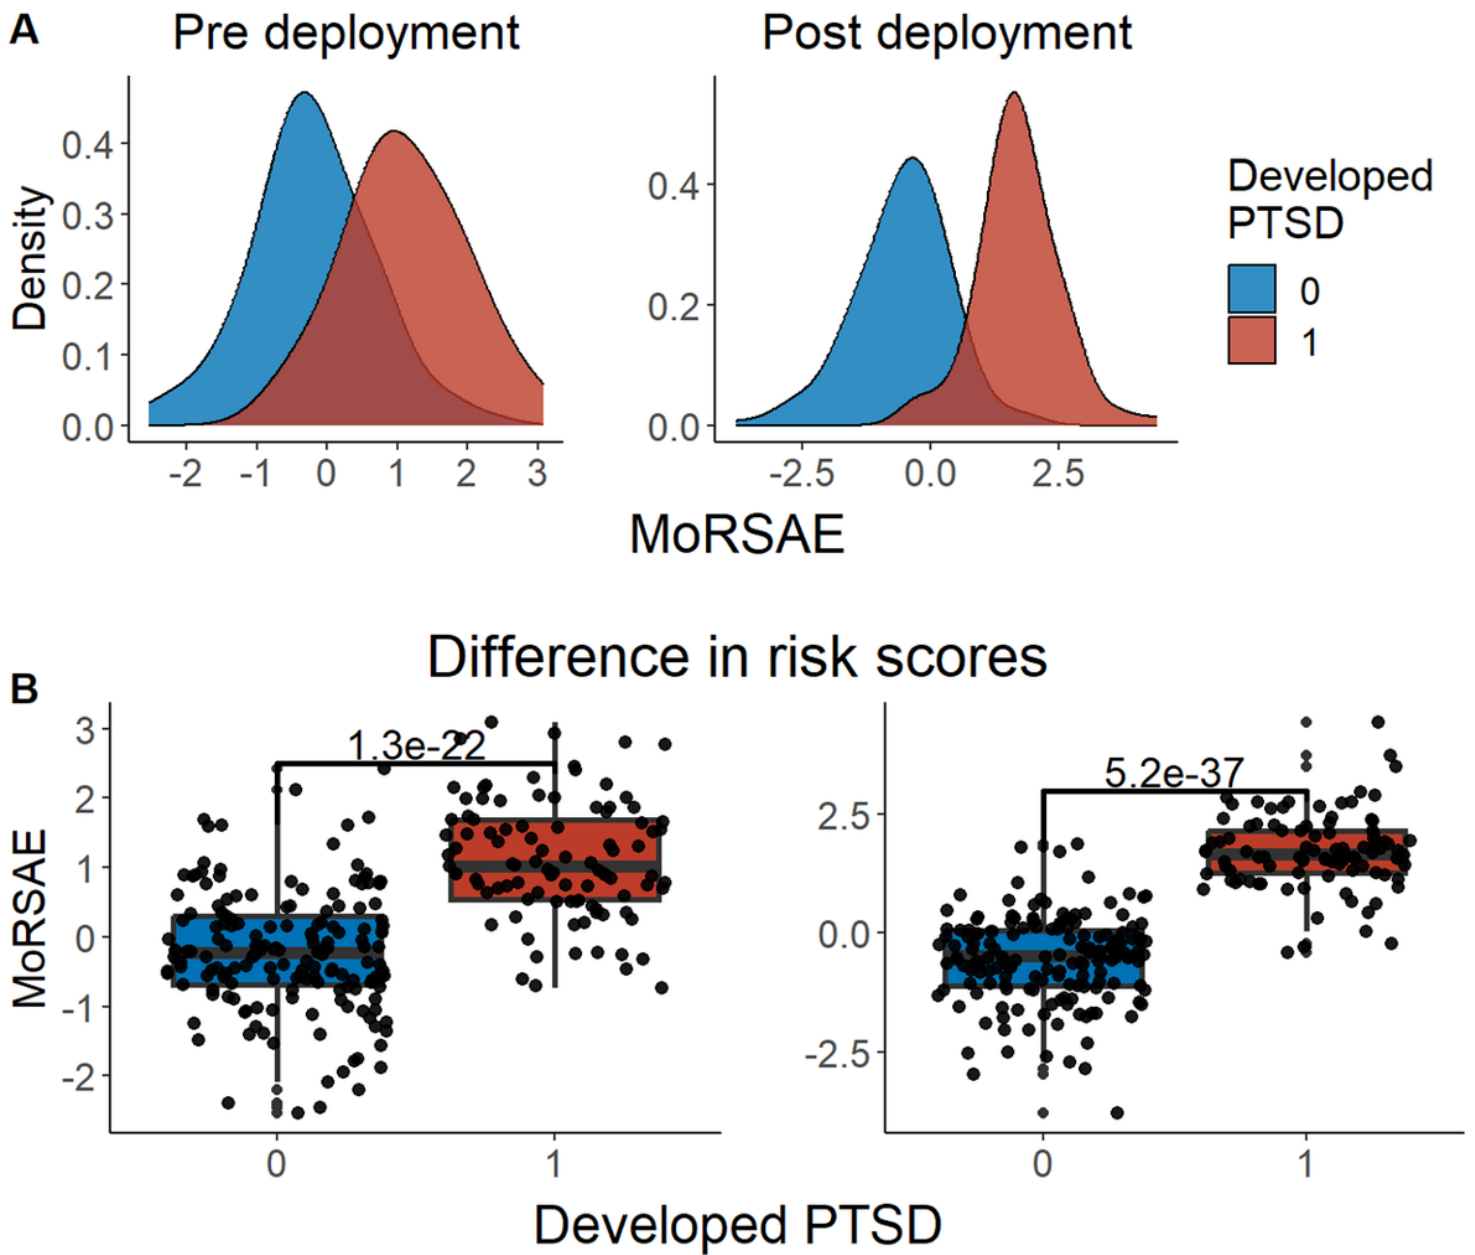 A
Pre deployment
Post deployment
Density
0.4
0.3
0.2
0.1
0.0
-2 -1 0 1 2 3
0.4
0.2
0.0
-2.5 0.0 2.5
Developed
PTSD
0
1
MoRSAE
Difference in risk scores
B
MoRSAE
3
2
1
0
-1
-2
1.3e-22
0 1
2.5
0.0
-2.5
5.2e-37
0 1
Developed PTSD